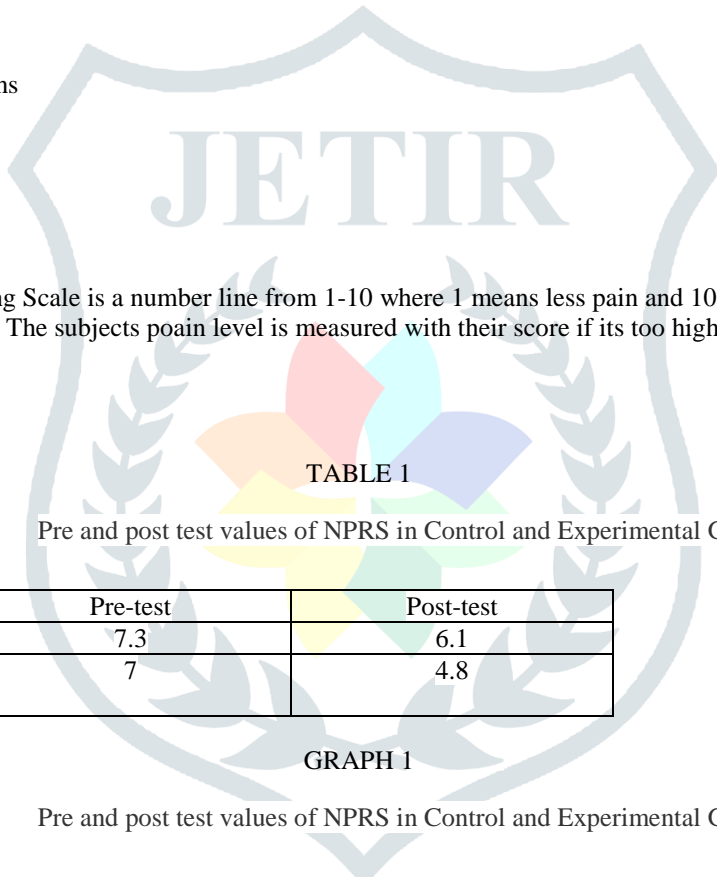 JETIR
ng Scale is a number line from 1-10 where 1 means less pain and 10
The subjects poain level is measured with their score if its too high
TABLE 1
Pre and post test values of NPRS in Control and Experimental
Pre-test Post-test
7.3 6.1
7 4.8
GRAPH 1
Pre and post test values of NPRS in Control and Experimental